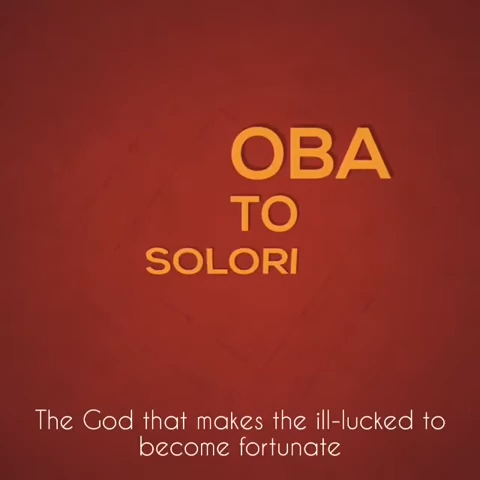 OBA
TO
SOLORI
The God that makes the ill-lucked to
become fortunate